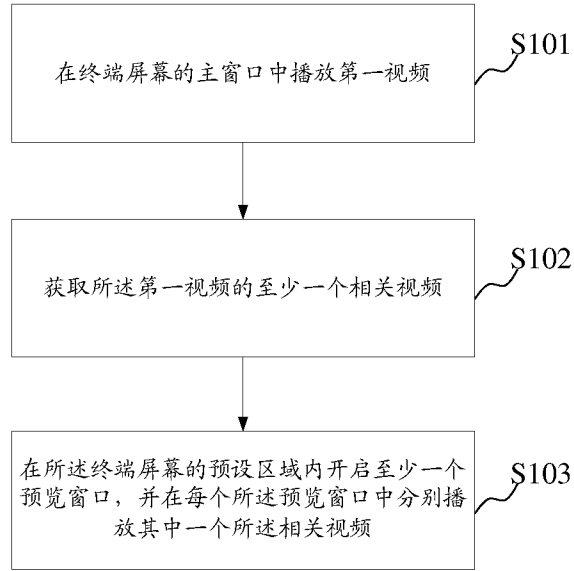 在终端屏幕的主窗口中播放第一视频
S101
获取所述第一视频的至少一个相关视频
S102
在所述终端屏幕的预设区域内开启至少一个
预览窗口，并在每个所述预览窗口中分别播
放其中一个所述相关视频
S103